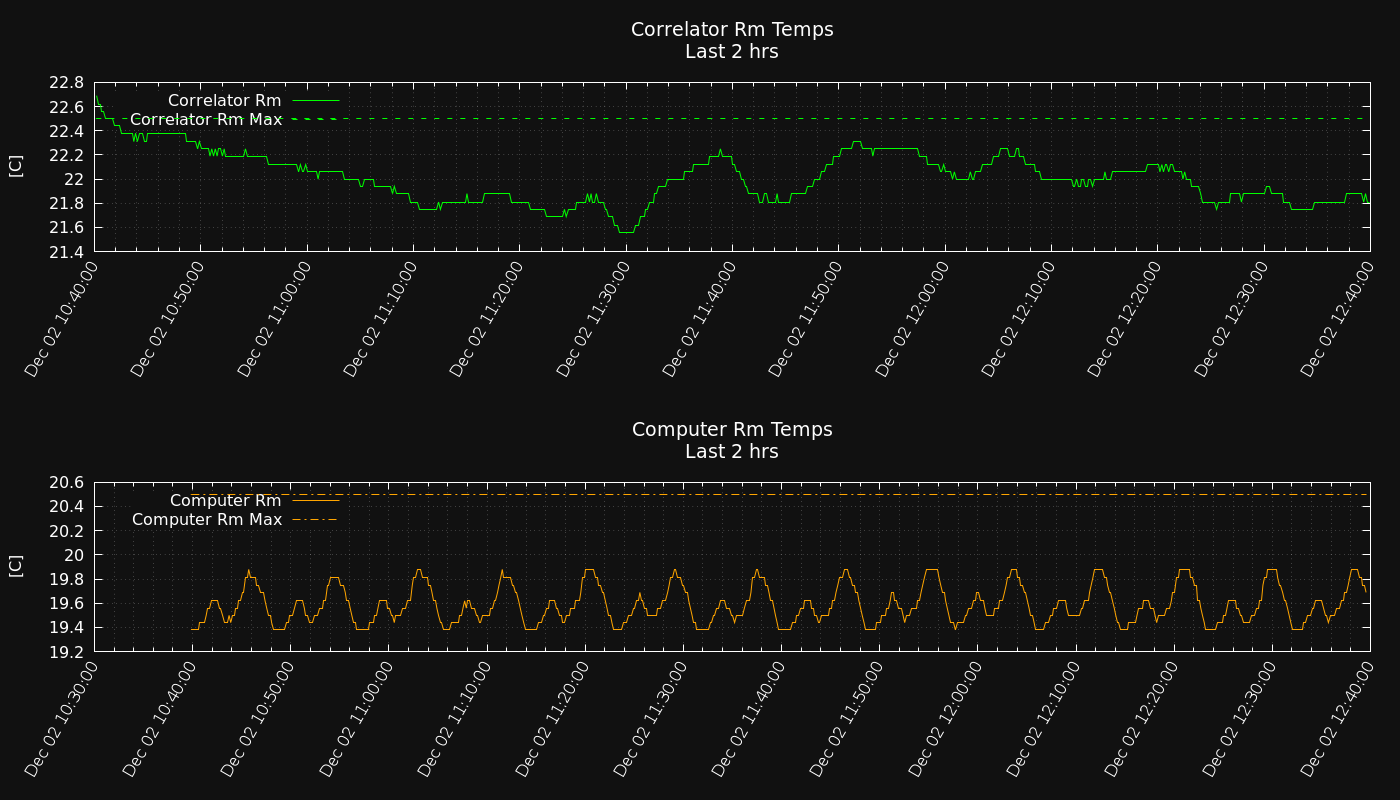 Correlator Rm Temps
Last 2 hrs
[C]
22.8
22.6
22.4
22.2
22
21.8
21.6
21.4
Correlator Rm
Correlator Rm Max
Dec 02 10:40:00
Dec 02 10:50:00
Dec 02 11:00:00
Dec 02 11:10:00
Dec 02 11:20:00
Dec 02 11:30:00
Dec 02 11:40:00
Dec 02 11:50:00
Dec 02 12:00:00
Dec 02 12:10:00
Dec 02 12:20:00
Dec 02 12:30:00
Dec 02 12:40:00
Computer Rm Temps
Last 2 hrs
[C]
20.6
20.4
20.2
20
19.8
19.6
19.4
19.2
Computer Rm
Computer Rm Max
Dec 02 10:30:00
Dec 02 10:40:00
Dec 02 10:50:00
Dec 02 11:00:00
Dec 02 11:10:00
Dec 02 11:20:00
Dec 02 11:30:00
Dec 02 11:40:00
Dec 02 11:50:00
Dec 02 12:00:00
Dec 02 12:10:00
Dec 02 12:20:00
Dec 02 12:30:00
Dec 02 12:40:00